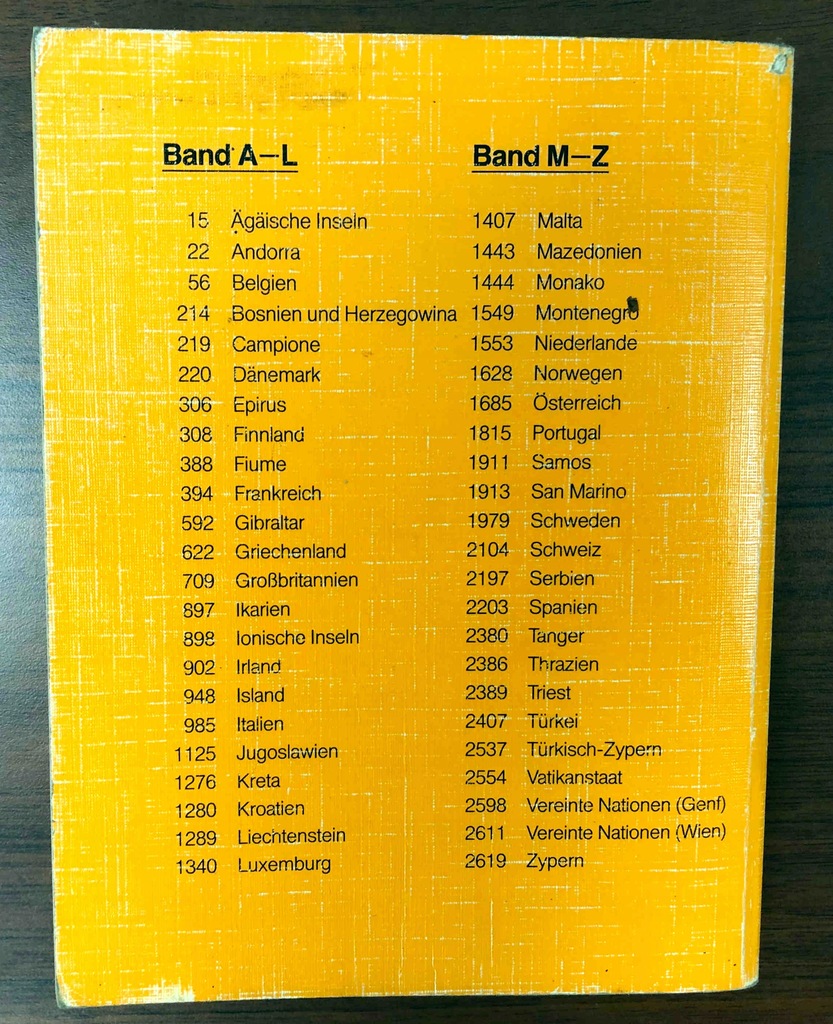 Band A–L
15 Ägäische Inseln
22 Andorra
56 Belgien
214 Bosnien und Herzegowina
219 Campione
220 Dänemark
306 Epirus
308 Finnland
388 Fiume
394 Frankreich
592 Gibraltar
622 Griechenland
709 Großbritannien
897 Ikarien
898 Ionische Inseln
902 Irland
948 Island
985 Italien
1125 Jugoslawien
1276 Kreta
1280 Kroatien
1289 Liechtenstein
1340 Luxemburg
Band M–Z
1407 Malta
1443 Mazedonien
1444 Monako
1549 Montenegro
1553 Niederlande
1628 Norwegen
1685 Österreich
1815 Portugal
1911 Samos
1913 San Marino
1979 Schweden
2104 Schweiz
2197 Serbien
2203 Spanien
2380 Tanger
2386 Thrazien
2389 Triest
2407 Türkei
2537 Türkisch-Zypern
2554 Vatikanstaat
2598 Vereinte Nationen (Genf)
2611 Vereinte Nationen (Wien)
2619 Zypern